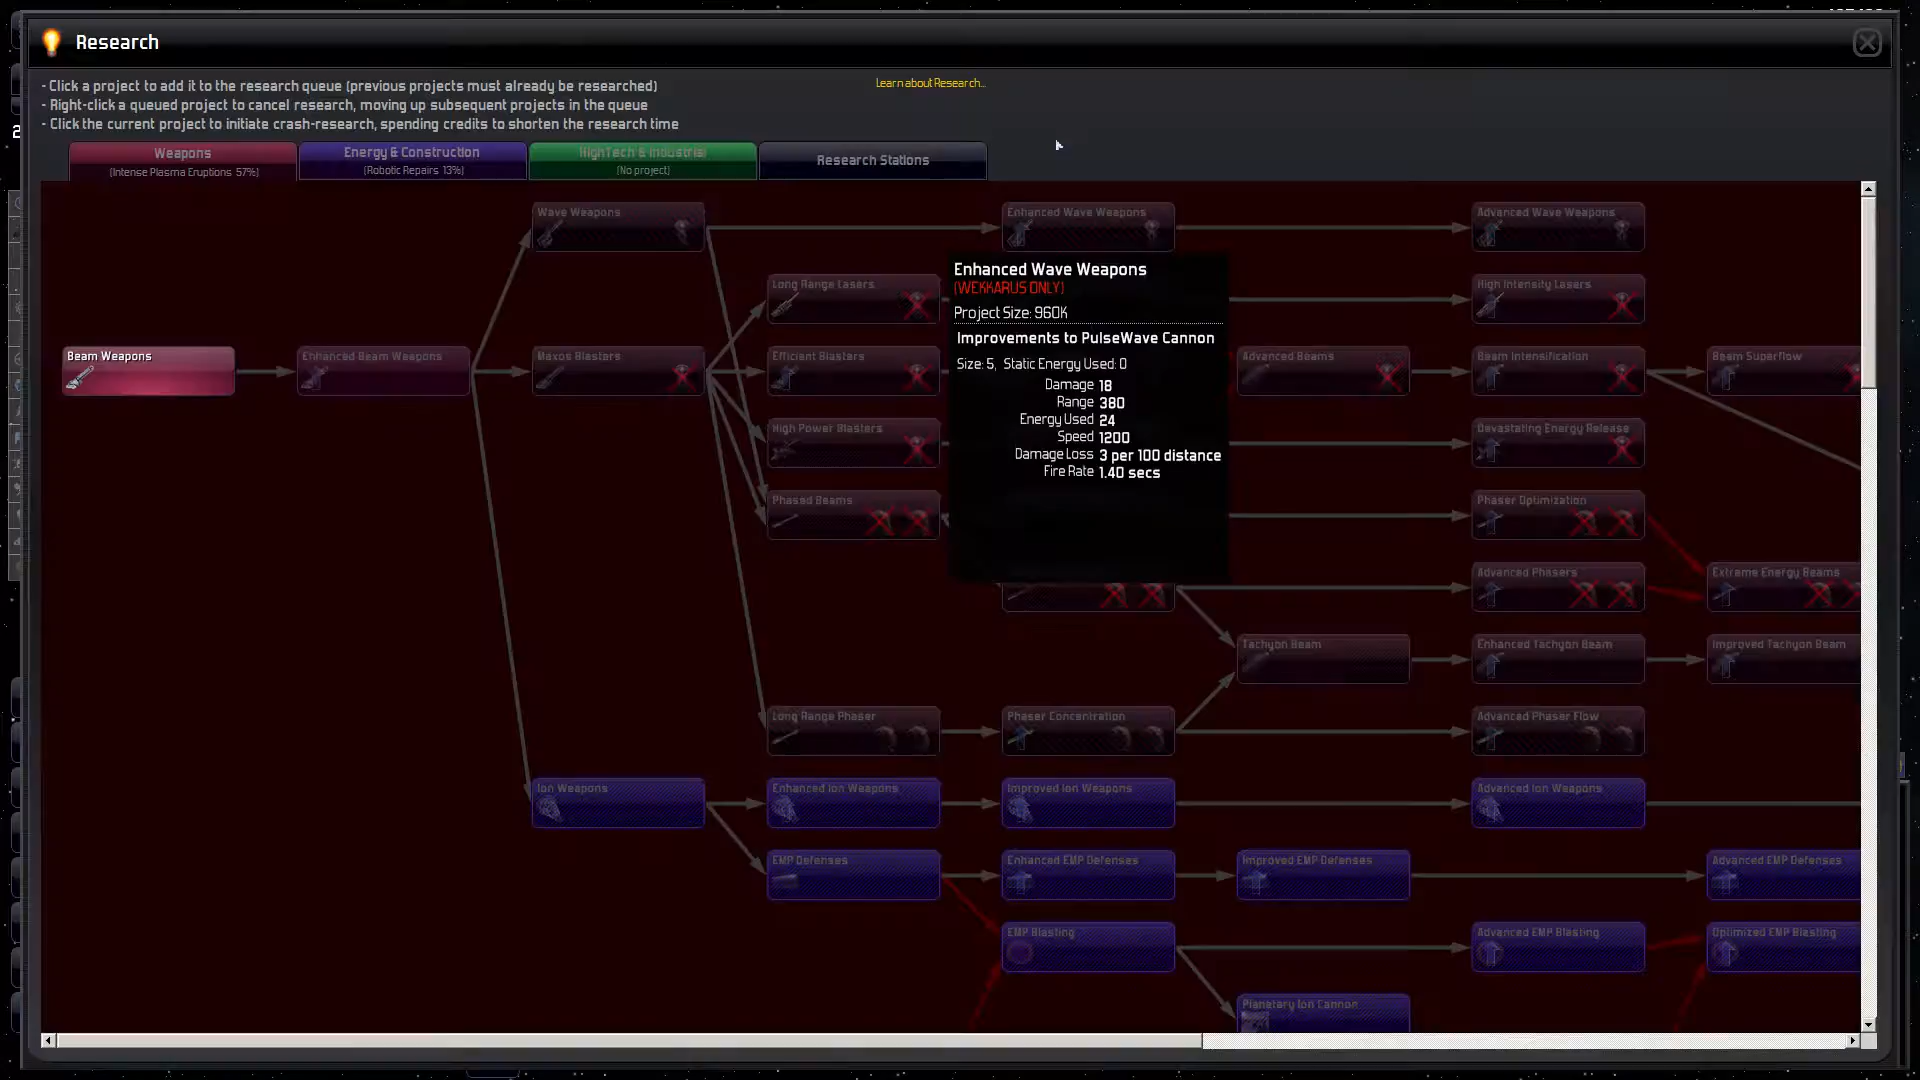 Research
- Click a project to add it to the research queue (previous projects must already be researched)
Learn about Research...
- Right-click a queued project to cancel research, moving up subsequent projects in the queue
- Click the current project to initiate crash-research, spending credits to shorten the research time
Weapons
(Intense Plasma Eruptions 57%)
Energy & Construction
(Robotic Repairs 13%)
HighTech & Industrial
(No project)
Research Stations
Wave Weapons
Enhanced Wave Weapons
Advanced Wave Weapons
Enhanced Wave Weapons
(WEKKARUS ONLY)
Project Size: 960K
Improvements to PulseWave Cannon
Size: 5, Static Energy Used: 0
Damage 18
Range 380
Energy Used 24
Speed 1200
Damage Loss 3 per 100 distance
Fire Rate 1.40 secs
Long Range Lasers
High Intensity Lasers
Beam Weapons
Enhanced Beam Weapons
Maxos Blasters
Efficient Blasters
Advanced Beams
Beam Intensification
Beam Superflow
High Power Blasters
Devastating Energy Release
Phased Beams
Phaser Optimization
Advanced Phasers
Extreme Energy Beams
Tachyon Beam
Enhanced Tachyon Beam
Improved Tachyon Beam
Long Range Phaser
Phaser Concentration
Advanced Phaser Flow
Ion Weapons
Enhanced Ion Weapons
Improved Ion Weapons
Advanced Ion Weapons
EMP Defenses
Enhanced EMP Defenses
Improved EMP Defenses
Advanced EMP Defenses
EMP Blasting
Advanced EMP Blasting
Optimized EMP Blasting
Planetary Ion Cannon